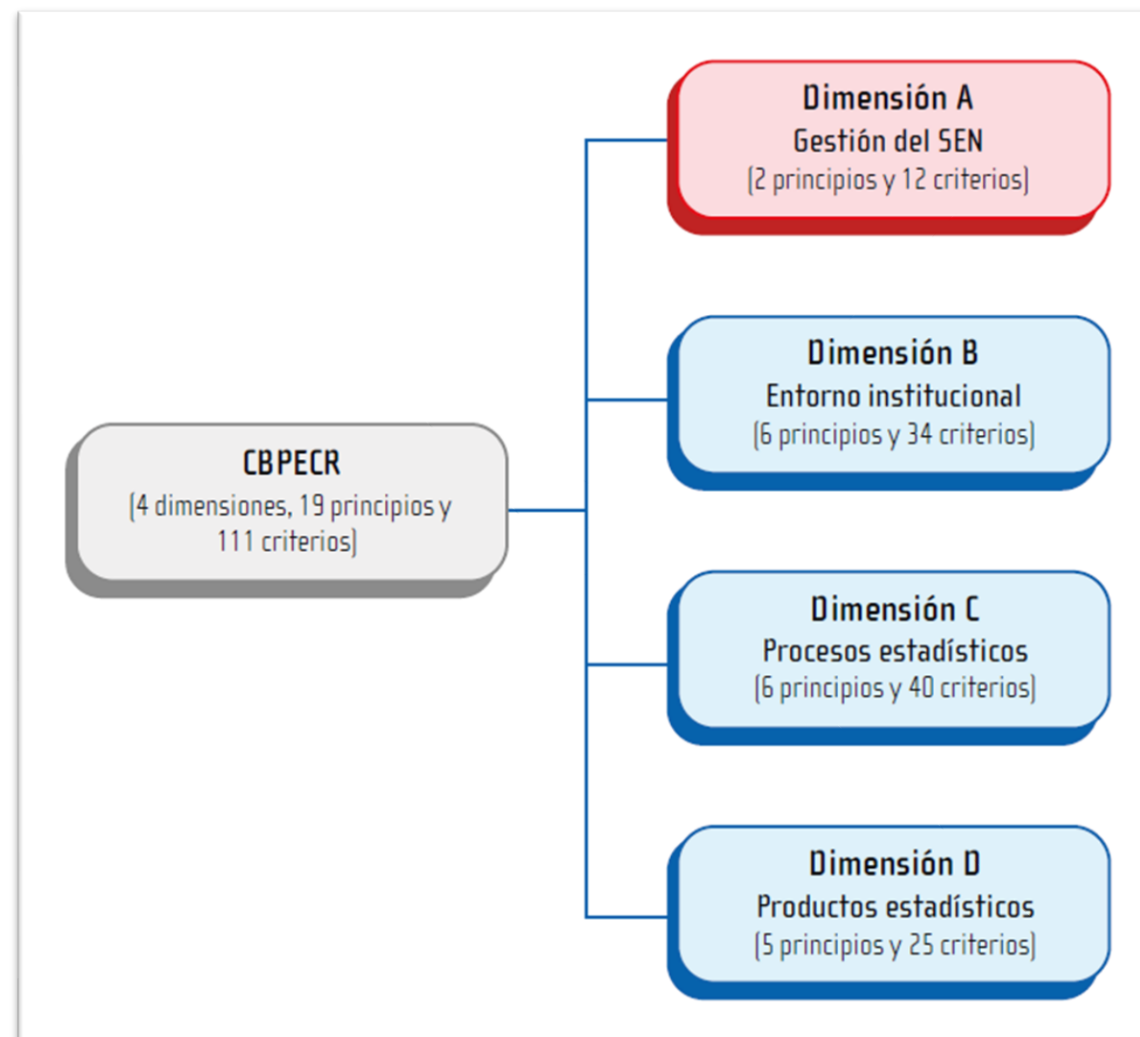 Dimensión A
Gestión del SEN
(2 principios y 12 criterios)
Dimensión B
Entorno institucional
(6 principios y 34 criterios)
CBPECR
(4 dimensiones, 19 principios y
111 criterios)
Dimensión C
Procesos estadísticos
(6 principios y 40 criterios)
Dimensión D
Productos estadísticos
(5 principios y 25 criterios)